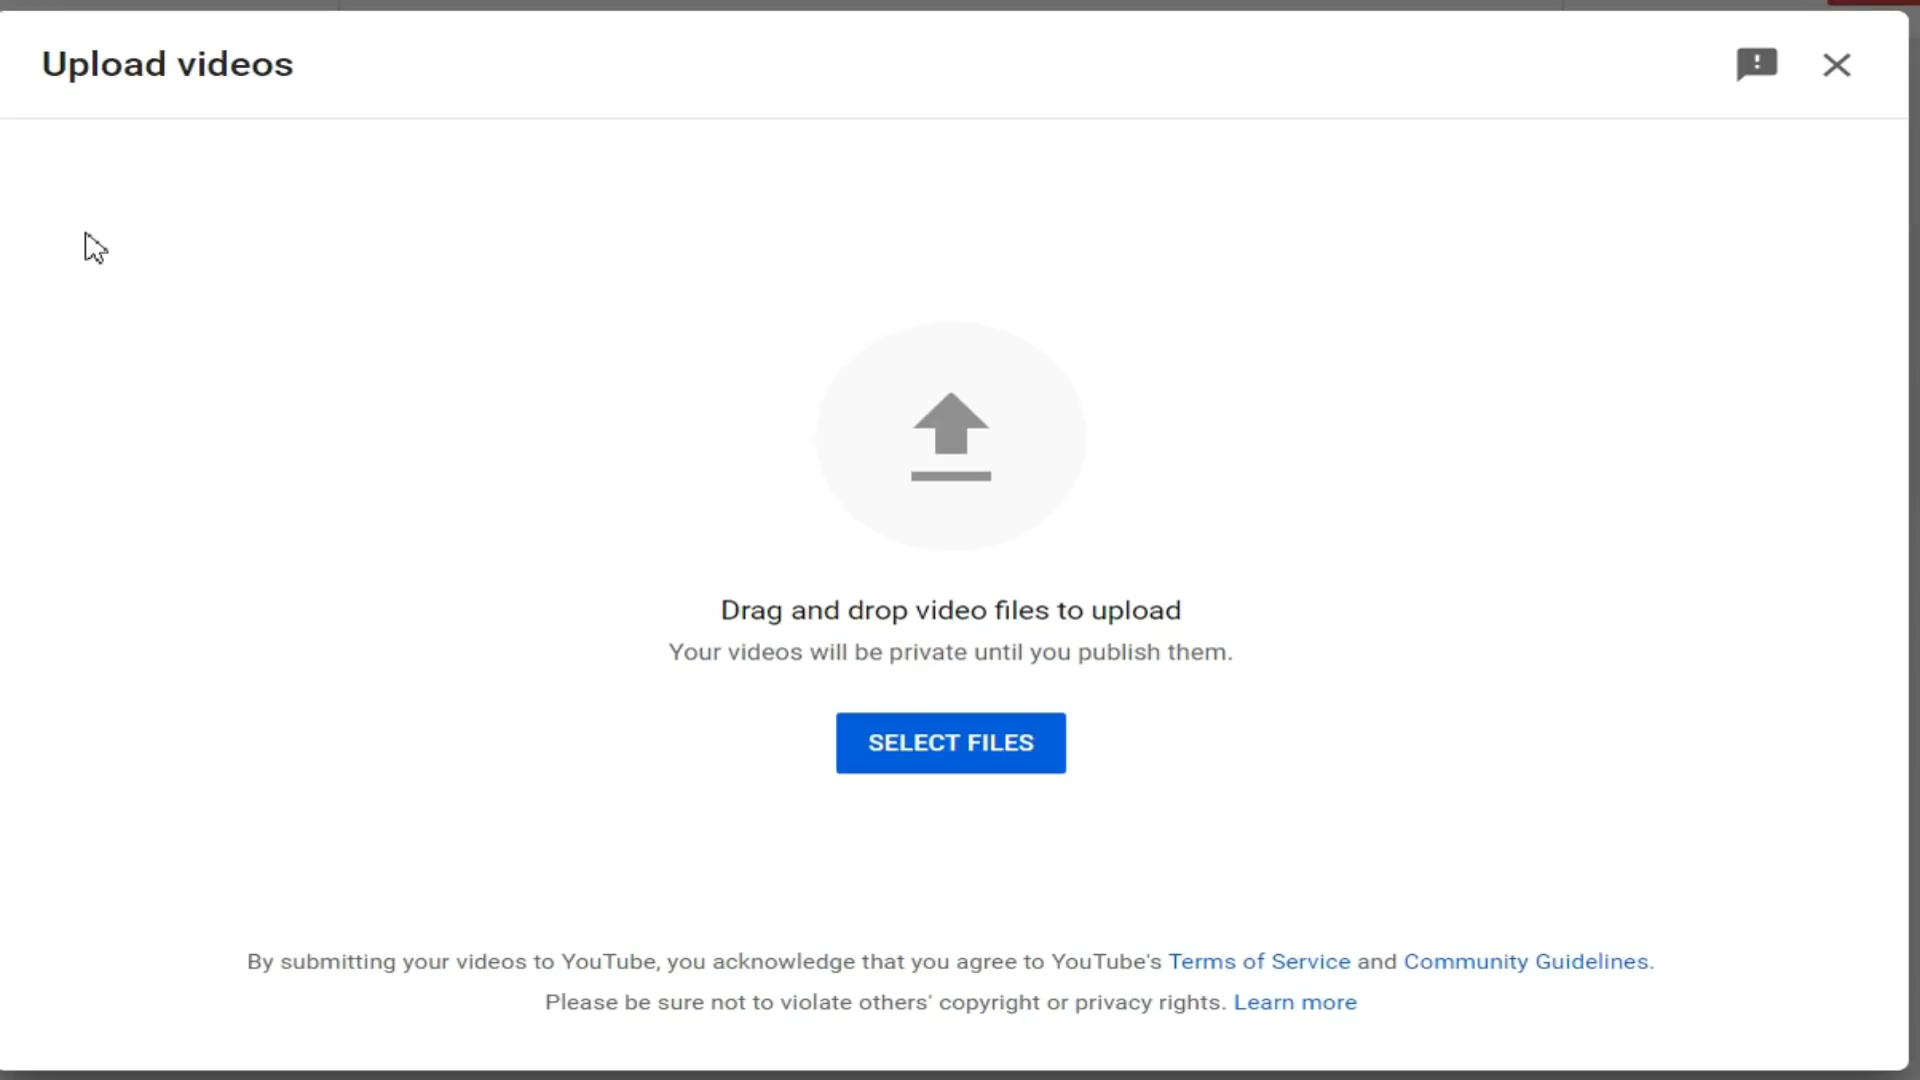 Upload videos
Drag and drop video files to upload
Your videos will be private until you publish them.
SELECT FILES
By submitting your videos to YouTube, you acknowledge that you agree to YouTube's Terms of Service and Community Guidelines.
Please be sure not to violate others' copyright or privacy rights. Learn more